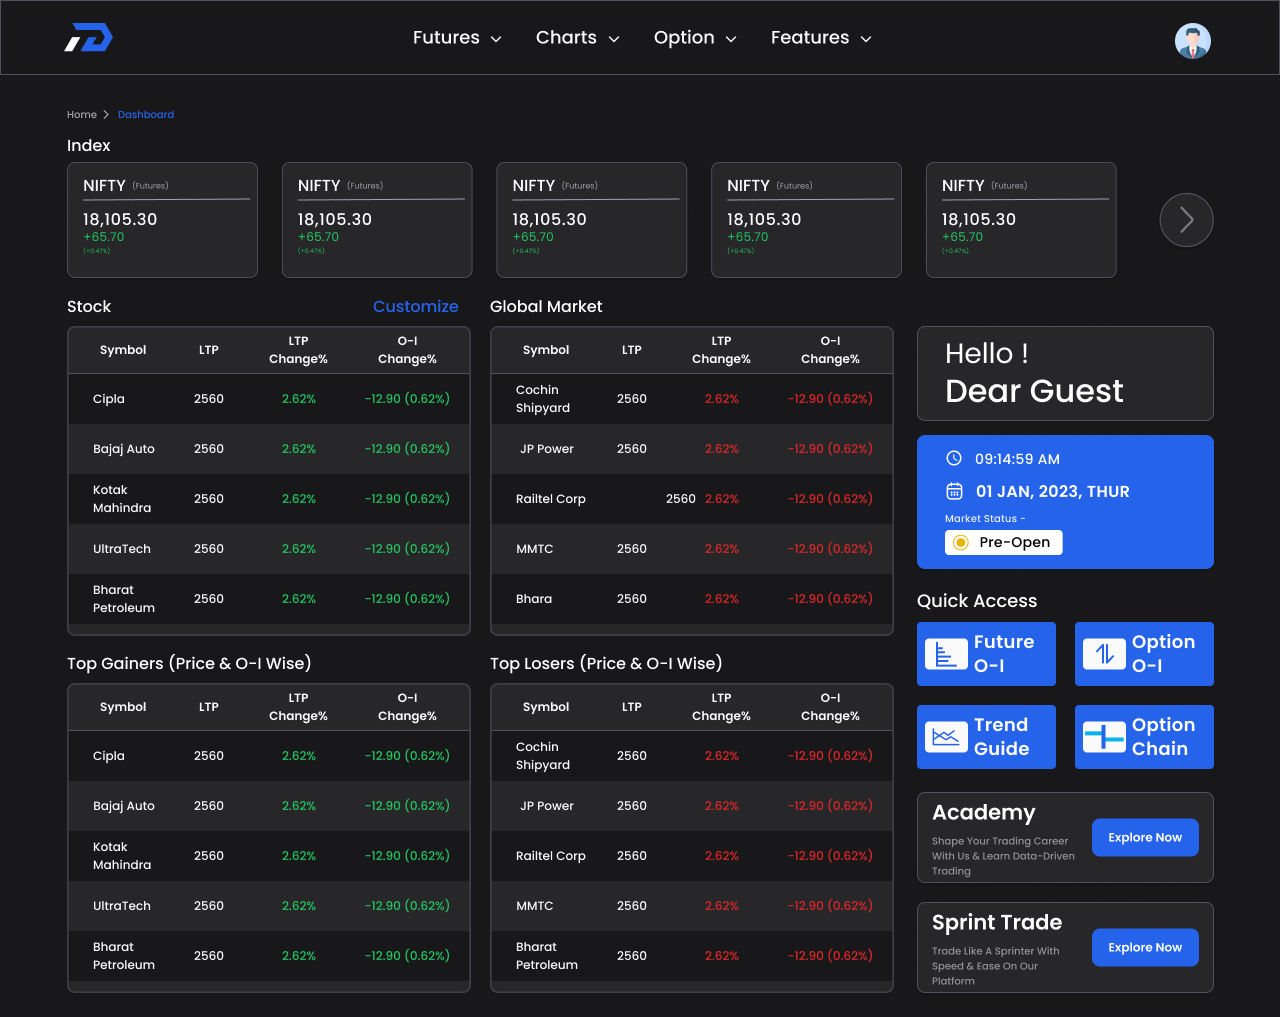 Futures Charts Option Features
Home Dashboard
Index
NIFTY (Futures)
18,105.30
+65.70
(+0.47%)
NIFTY (Futures)
18,105.30
+65.70
(+0.47%)
NIFTY (Futures)
18,105.30
+65.70
(+0.47%)
NIFTY (Futures)
18,105.30
+65.70
(+0.47%)
NIFTY (Futures)
18,105.30
+65.70
(+0.47%)
Stock Customize
Symbol LTP LTP Change% O-I Change%
Cipla 2560 2.62% -12.90 (0.62%)
Bajaj Auto 2560 2.62% -12.90 (0.62%)
Kotak Mahindra 2560 2.62% -12.90 (0.62%)
UltraTech 2560 2.62% -12.90 (0.62%)
Bharat Petroleum 2560 2.62% -12.90 (0.62%)
Global Market
Symbol LTP LTP Change% O-I Change%
Cochin Shipyard 2560 2.62% -12.90 (0.62%)
JP Power 2560 2.62% -12.90 (0.62%)
Railtel Corp 2560 2.62% -12.90 (0.62%)
MMTC 2560 2.62% -12.90 (0.62%)
Bhara 2560 2.62% -12.90 (0.62%)
Hello !
Dear Guest
09:14:59 AM
01 JAN, 2023, THUR
Market Status -
Pre-Open
Quick Access
Future
O-I
Option
O-I
Trend
Guide
Option
Chain
Top Gainers (Price & O-I Wise)
Symbol LTP LTP Change% O-I Change%
Cipla 2560 2.62% -12.90 (0.62%)
Bajaj Auto 2560 2.62% -12.90 (0.62%)
Kotak Mahindra 2560 2.62% -12.90 (0.62%)
UltraTech 2560 2.62% -12.90 (0.62%)
Bharat Petroleum 2560 2.62% -12.90 (0.62%)
Top Losers (Price & O-I Wise)
Symbol LTP LTP Change% O-I Change%
Cochin Shipyard 2560 2.62% -12.90 (0.62%)
JP Power 2560 2.62% -12.90 (0.62%)
Railtel Corp 2560 2.62% -12.90 (0.62%)
MMTC 2560 2.62% -12.90 (0.62%)
Bharat Petroleum 2560 2.62% -12.90 (0.62%)
Academy
Shape Your Trading Career
With Us & Learn Data-Driven
Trading
Explore Now
Sprint Trade
Trade Like A Sprinter With
Speed & Ease On Our
Platform
Explore Now